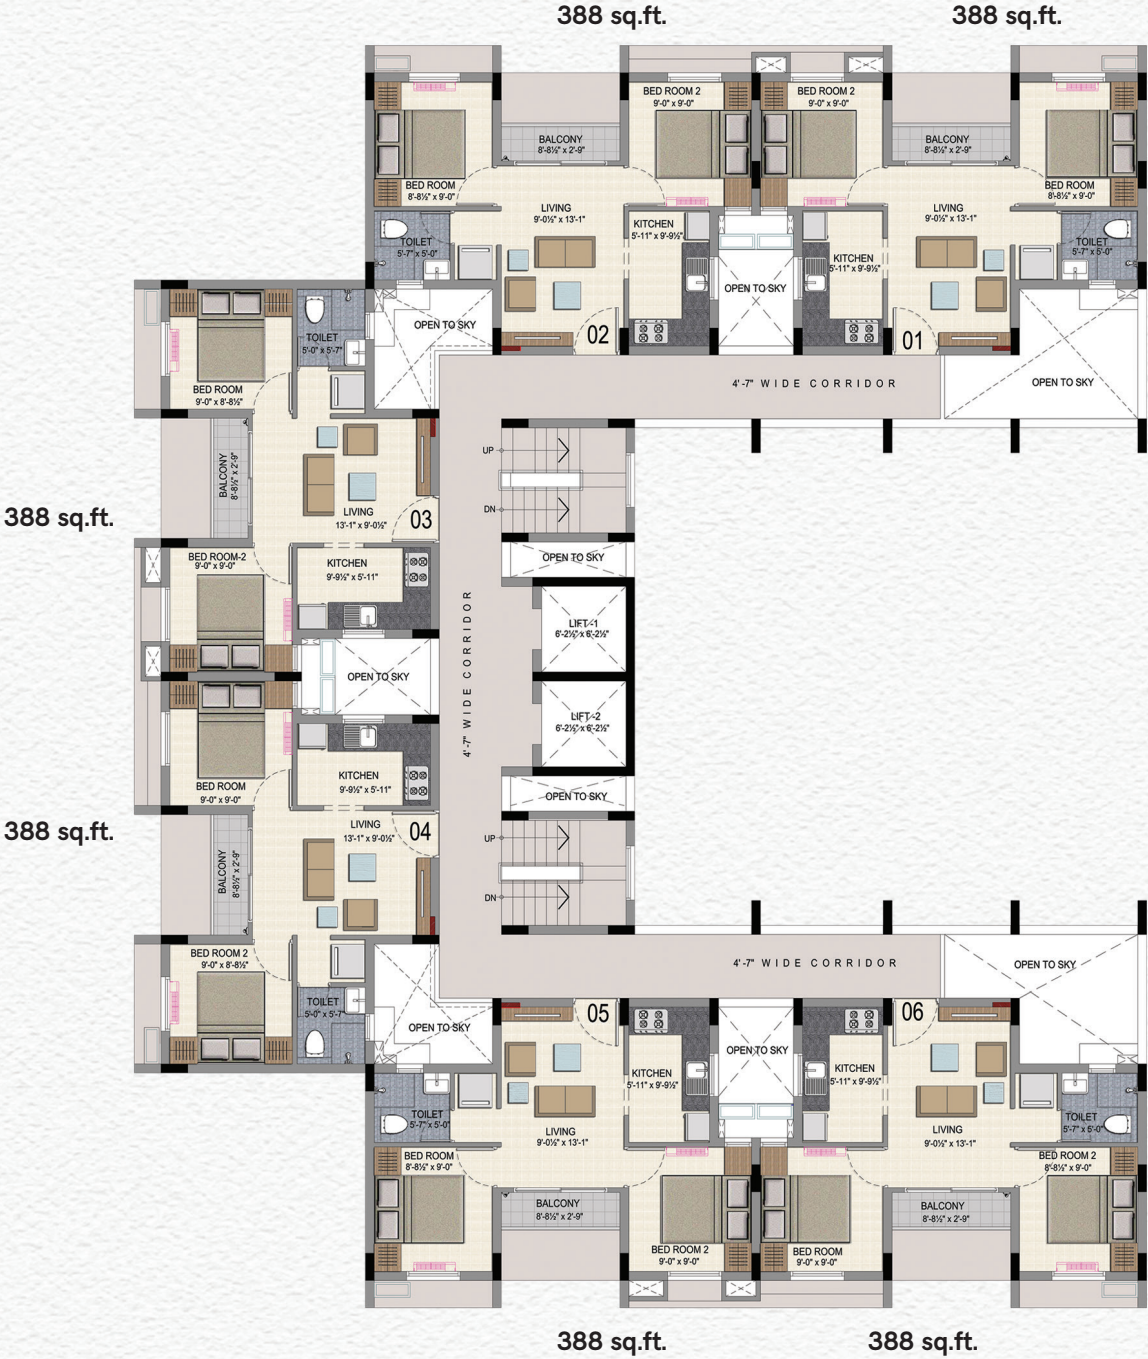 388 sq.ft.
388 sq.ft.
BED ROOM 2
9'-0" x 9'-0"
BED ROOM 2
9'-0" x 9'-0"
BALCONY
8'-8½" x 2'-9"
BALCONY
8'-8½" x 2'-9"
BED ROOM
8'-8½" x 9'-0"
BED ROOM
8'-8½" x 9'-0"
LIVING
9'-0½" x 13'-1"
LIVING
9'-0½" x 13'-1"
KITCHEN
5'-11" x 9'-9½"
TOILET
5'-7" x 5'-0"
TOILET
5'-7" x 5'-0"
KITCHEN
5'-11" x 9'-9½"
OPEN TO SKY
OPEN TO SKY
TOILET
5'-0" x 5'-7"
02
01
4'-7" WIDE CORRIDOR
OPEN TO SKY
BED ROOM
9'-0" x 8'-8½"
UP
BALCONY
8'-8½" x 2'-9"
DN
388 sq.ft.
LIVING
13'-1" x 9'-0½"
03
BED ROOM-2
9'-0" x 9'-0"
KITCHEN
9'-9½" x 5'-11"
OPEN TO SKY
LIFT -1
6'-2½" x 6'-2½"
4'-7" WIDE CORRIDOR
OPEN TO SKY
LIFT -2
6'-2½" x 6'-2½"
BED ROOM
9'-0" x 9'-0"
KITCHEN
9'-9½" x 5'-11"
OPEN TO SKY
388 sq.ft.
LIVING
13'-1" x 9'-0½"
04
UP
BALCONY
8'-8½" x 2'-9"
DN
BED ROOM 2
9'-0" x 8'-8½"
4'-7" WIDE CORRIDOR
OPEN TO SKY
TOILET
5'-0" x 5'-7"
05
06
OPEN TO SKY
OPEN TO SKY
KITCHEN
5'-11" x 9'-9½"
KITCHEN
5'-11" x 9'-9½"
TOILET
5'-7" x 5'-0"
TOILET
5'-7" x 5'-0"
LIVING
9'-0½" x 13'-1"
LIVING
9'-0½" x 13'-1"
BED ROOM
8'-8½" x 9'-0"
BED ROOM 2
8'-8½" x 9'-0"
BALCONY
8'-8½" x 2'-9"
BALCONY
8'-8½" x 2'-9"
BED ROOM 2
9'-0" x 9'-0"
BED ROOM
9'-0" x 9'-0"
388 sq.ft.
388 sq.ft.